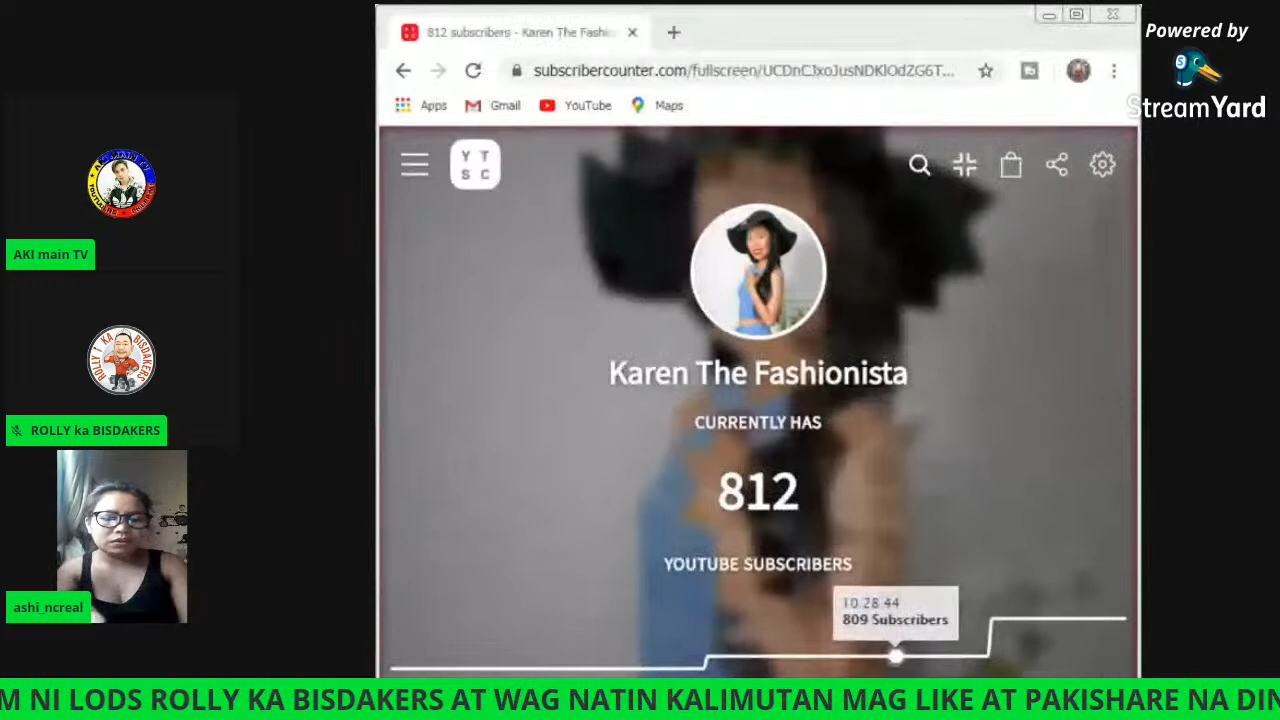 812 subscribers - Karen The Fashio
subscribercounter.com/fullscreen/UCDnCJxoJusNDKlOdZG6T...
Apps Gmail YouTube Maps
Powered by
StreamYard
Y T
S C
AKI main TV
ROLLY ka BISDAKERS
ashi_ncreal
Karen The Fashionista
CURRENTLY HAS
812
YOUTUBE SUBSCRIBERS
10 28 44
809 Subscribers
M NI LODS ROLLY KA BISDAKERS AT WAG NATIN KALIMUTAN MAG LIKE AT PAKISHARE NA DIN